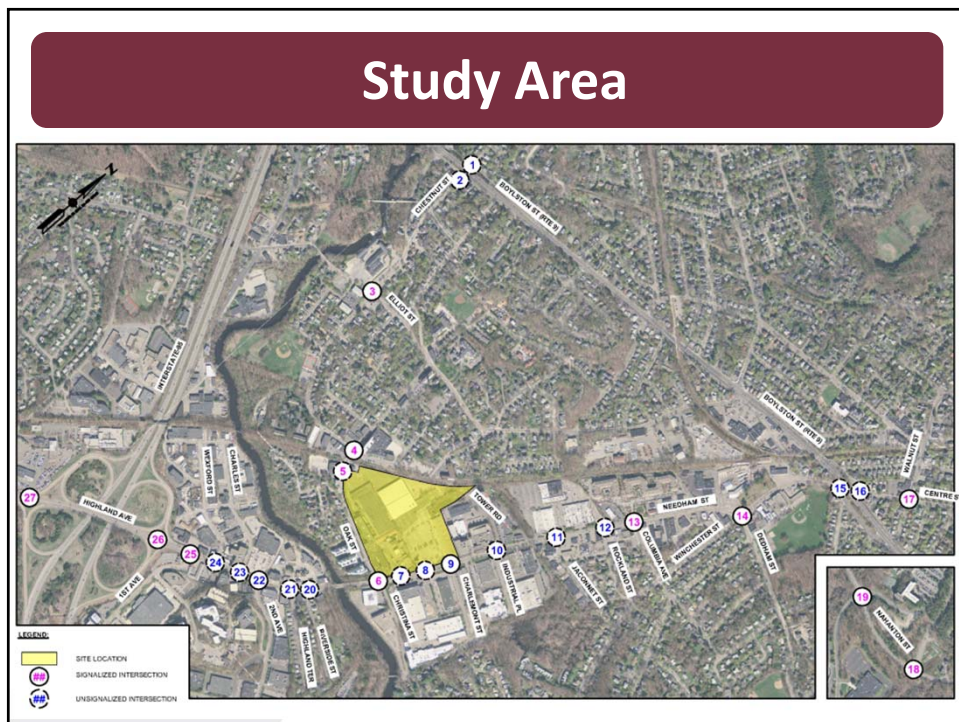 Study Area
N
1
2
CHESTNUT ST
BOYLSTON ST (RTE 9)
3
ELLIOT ST
INTERSTATE-95
BOYLSTON ST (RTE 9)
4
5
WEXFORD ST
CHARLES ST
WALNUT ST
27
HIGHLAND AVE
TOWER RD
NEEDHAM ST
15
16
17
CENTRE ST
26
25
24
23
22
21
20
1ST AVE
2ND AVE
HIGHLAND TER
RIVERSIDE ST
OAK ST
6
7
8
9
10
11
12
13
14
CHRISTINA ST
CHARLEMONT ST
INDUSTRIAL PL
JACONNET ST
ROCKLAND ST
COLUMBIA AVE
WINCHESTER ST
DEDHAM ST
19
NAHANTON ST
18
LEGEND:
SITE LOCATION
## SIGNALIZED INTERSECTION
## UNSIGNALIZED INTERSECTION